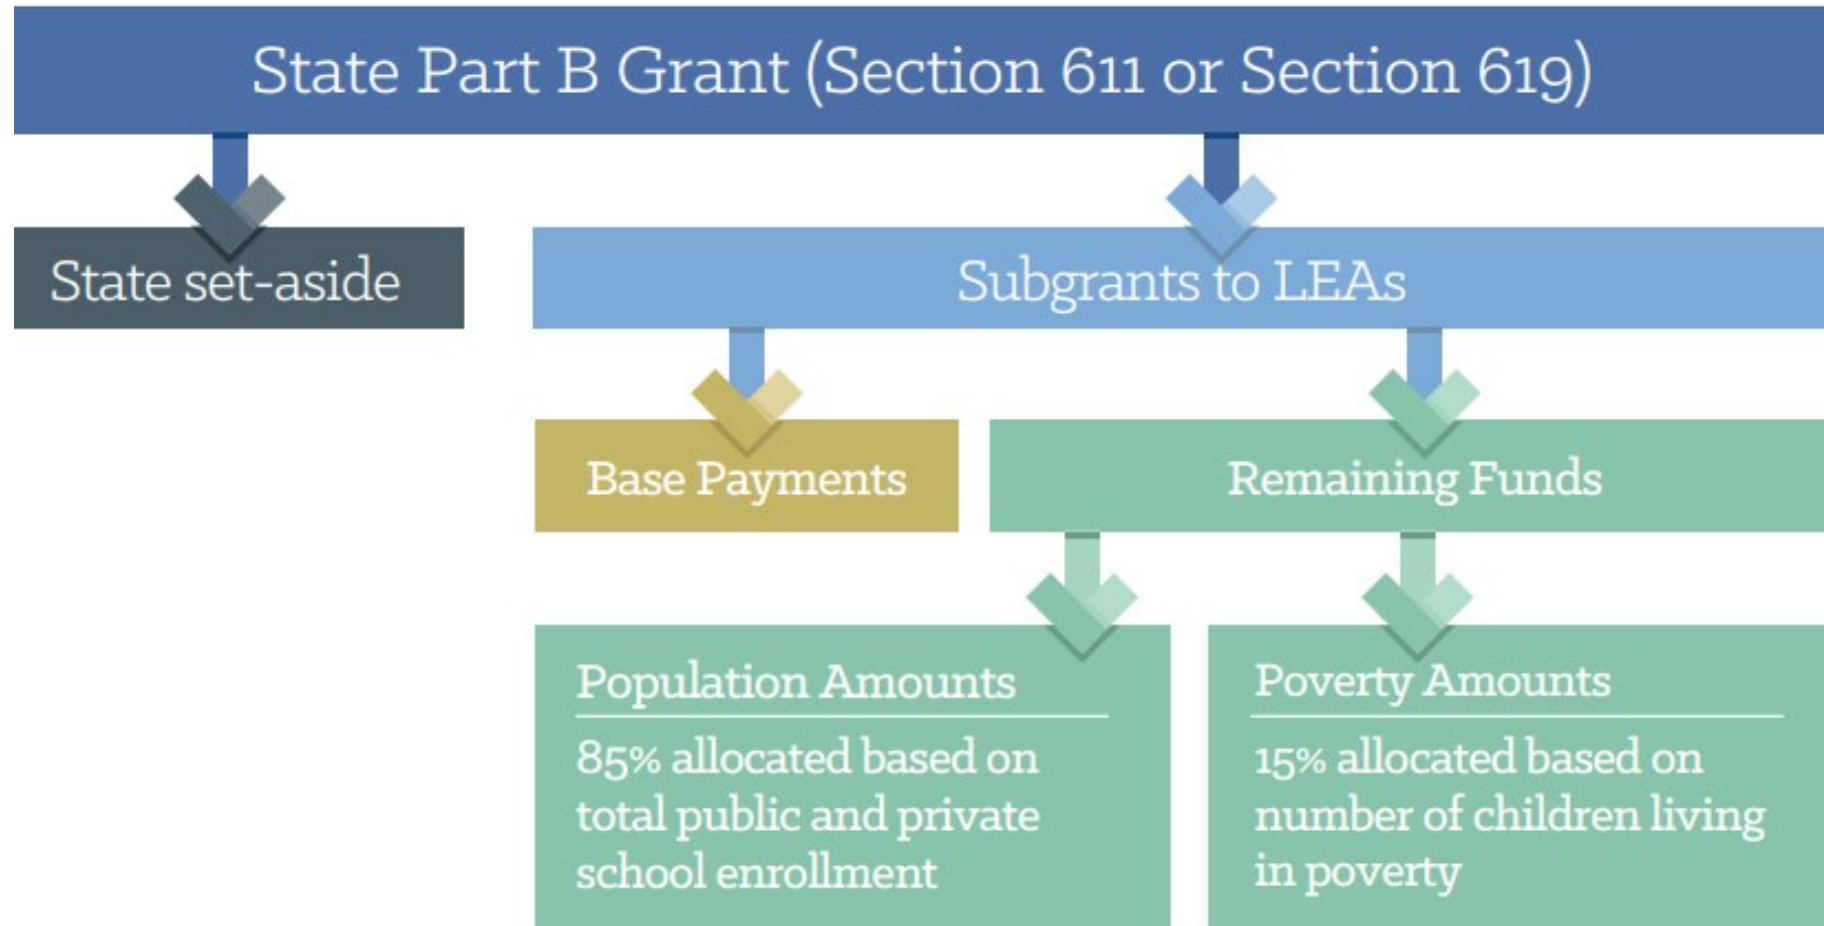 State Part B Grant (Section 611 or Section 619)
State set-aside
Subgrants to LEAs
Base Payments
Remaining Funds
Population Amounts
85% allocated based on
total public and private
school enrollment
Poverty Amounts
15% allocated based on
number of children living
in poverty